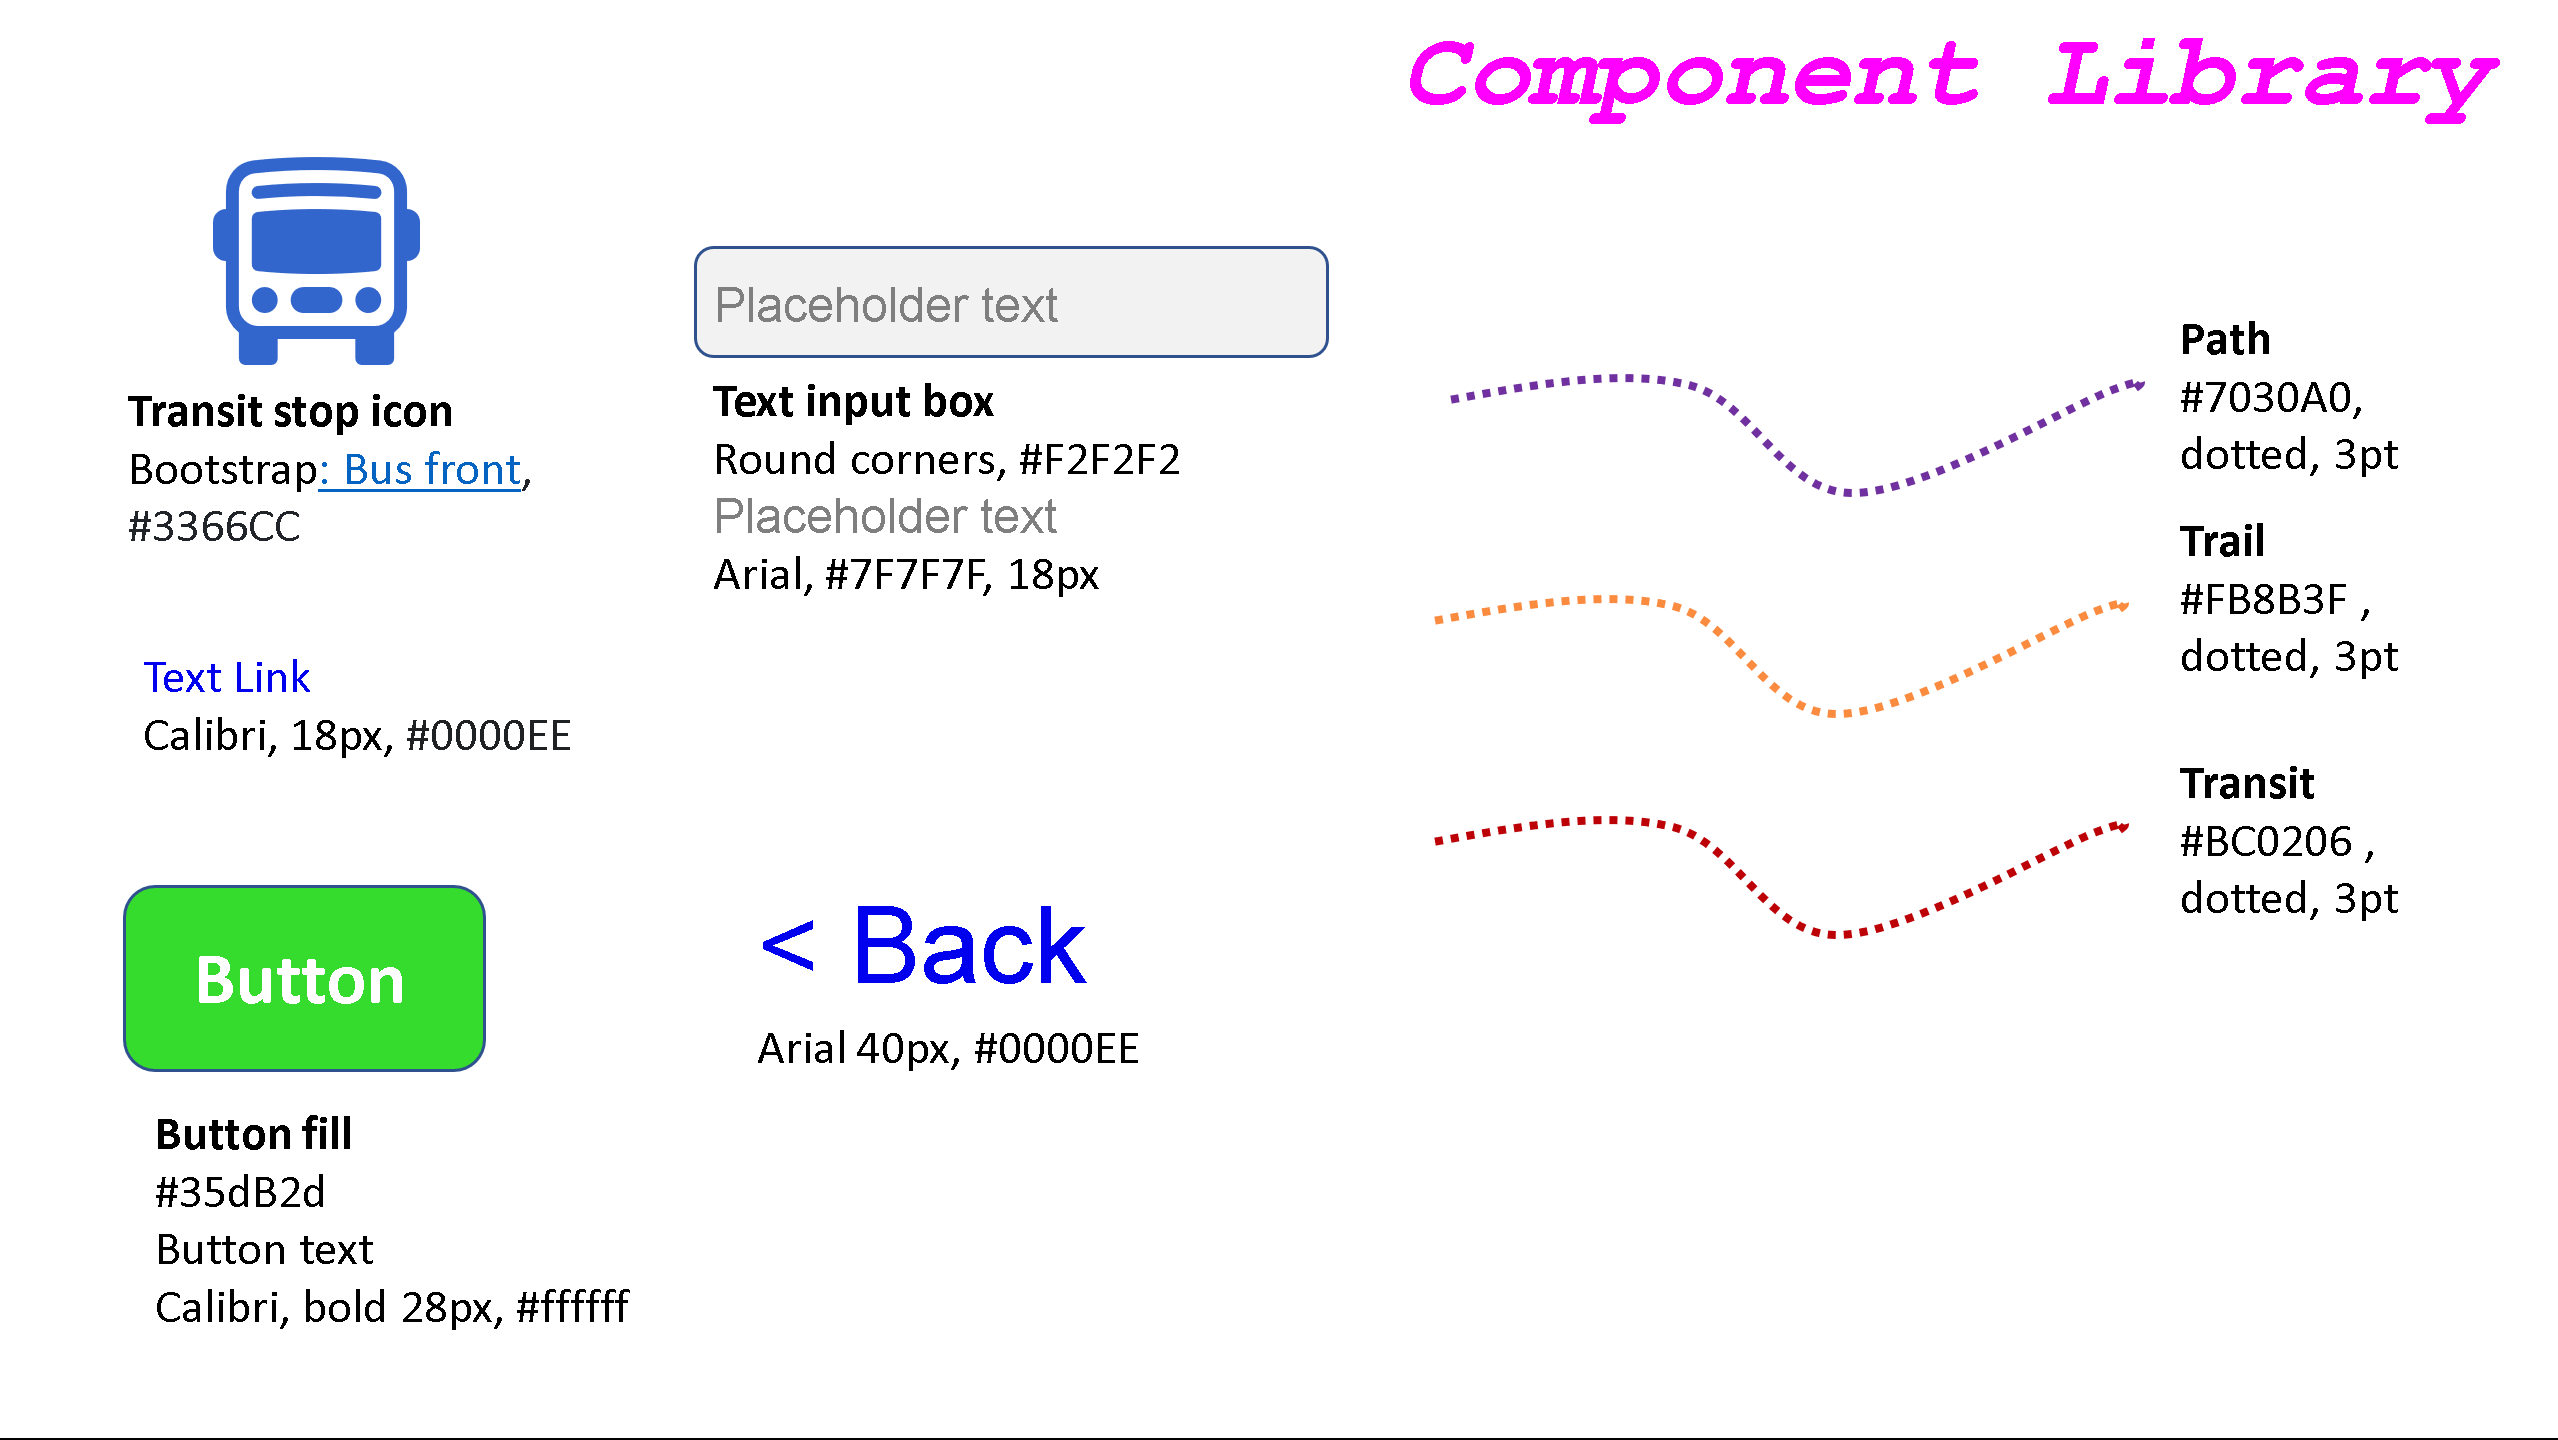 Component Library
Transit stop icon
Bootstrap: Bus front,
#3366CC
Text Link
Calibri, 18px, #0000EE
Button
Button fill
#35dB2d
Button text
Calibri, bold 28px, #ffffff
Placeholder text
Text input box
Round corners, #F2F2F2
Placeholder text
Arial, #7F7F7F, 18px
< Back
Arial 40px, #0000EE
Path
#7030A0,
dotted, 3pt
Trail
#FB8B3F ,
dotted, 3pt
Transit
#BC0206 ,
dotted, 3pt